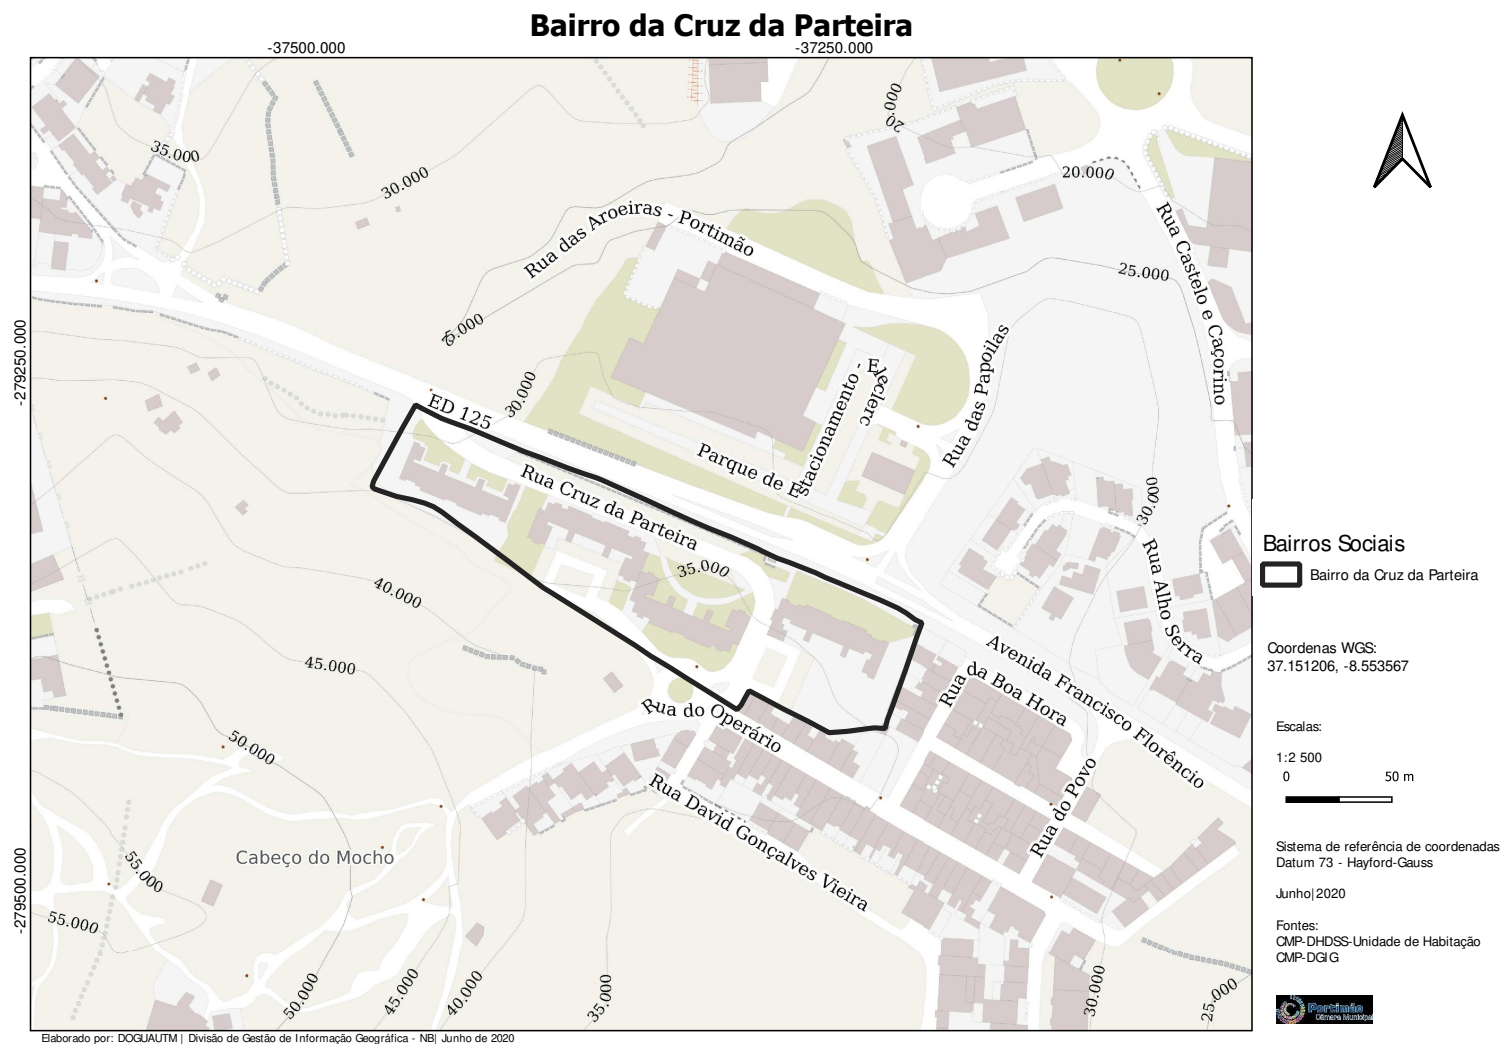 Bairro da Cruz da Parteira
-37500.000
-37250.000
-279250.000
-279500.000
35.000
30.000
20.000
20.000
25.000
Rua das Aroeiras - Portimão
Rua Castelo e Caçorino
25.000
30.000
ED 125
Parque de Estacionamento - E.leclerc
Rua das Papoilas
Rua Cruz da Parteira
35.000
30.000
Rua Alho Serra
40.000
45.000
50.000
55.000
55.000
Avenida Francisco Florêncio
Rua da Boa Hora
Rua do Operário
Rua do Povo
Rua David Gonçalves Vieira
Cabeço do Mocho
50.000
45.000
40.000
35.000
30.000
25.000
Bairros Sociais
Bairro da Cruz da Parteira
Coordenas WGS:
37.151206, -8.553567
Escalas:
1:2 500
0 50 m
Sistema de referência de coordenadas
Datum 73 - Hayford-Gauss
Junho|2020
Fontes:
CMP-DHDSS-Unidade de Habitação
CMP-DGIG
Portimão
Câmara Municipal
Elaborado por: DOGUAUTM | Divisão de Gestão de Informação Geográfica - NB| Junho de 2020